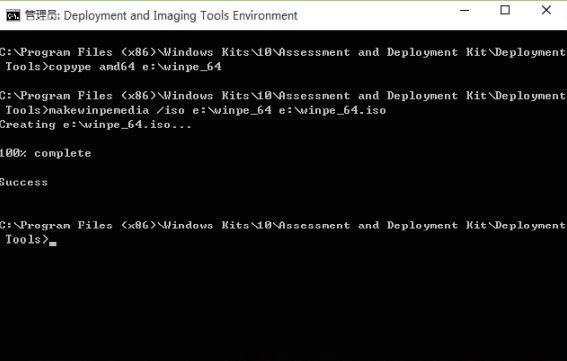 管理员: Deployment and Imaging Tools Environment
C:\Program Files (x86)\Windows Kits\10\Assessment and Deployment Kit\Deployment
Tools>copype amd64 e:\winpe_64
C:\Program Files (x86)\Windows Kits\10\Assessment and Deployment Kit\Deployment
Tools>makewinpemedia /iso e:\winpe_64 e:\winpe_64.iso
Creating e:\winpe_64.iso...
100% complete
Success
C:\Program Files (x86)\Windows Kits\10\Assessment and Deployment Kit\Deployment
Tools>